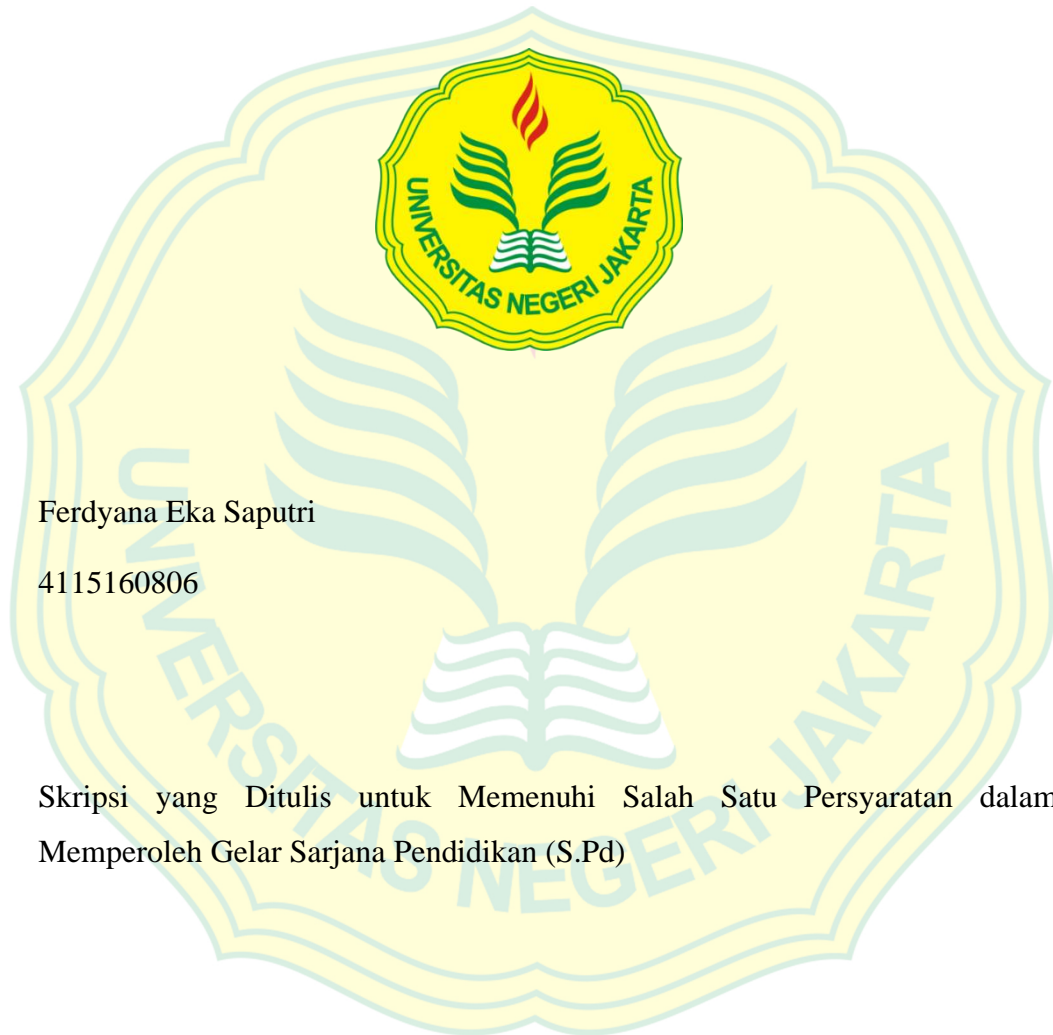 UNIVERSITAS NEGERI JAKARTA
UNIVERSITAS NEGERI JAKARTA
Ferdyana Eka Saputri
4115160806
Skripsi yang Ditulis untuk Memenuhi Salah Satu Persyaratan dalam
Memperoleh Gelar Sarjana Pendidikan (S.Pd)